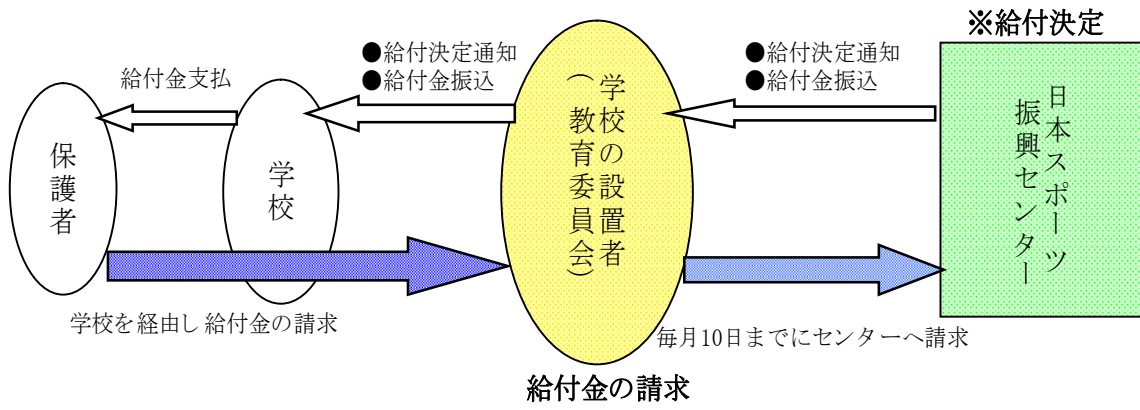 ※給付決定
●給付決定通知
●給付金振込
●給付決定通知
●給付金振込
給付金支払
保護者
学校
学校の設置者
(教育委員会)
日本スポーツ
振興センター
学校を経由し給付金の請求
毎月10日までにセンターへ請求
給付金の請求